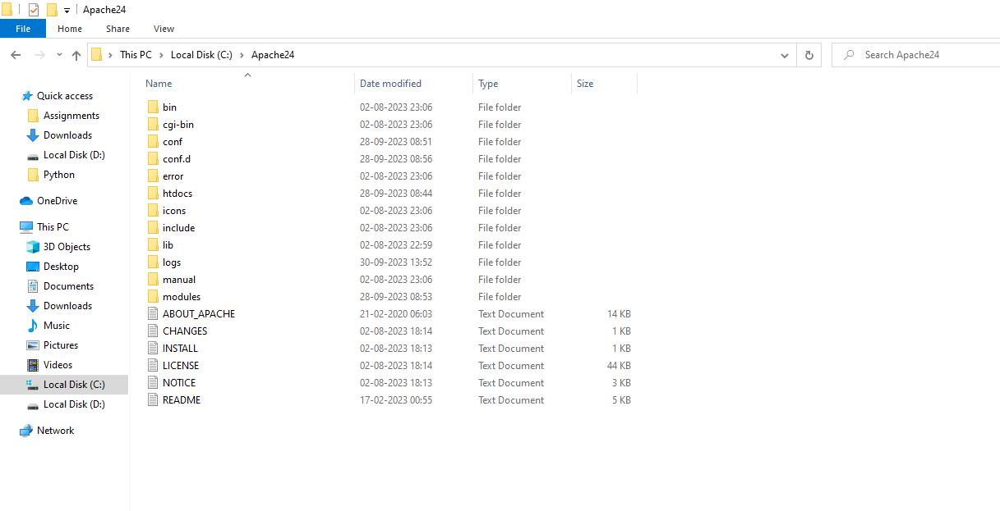 Apache24
File Home Share View
This PC Local Disk (C:) Apache24 Search Apache24
Quick access
Assignments
Downloads
Local Disk (D:)
Python
OneDrive
This PC
3D Objects
Desktop
Documents
Downloads
Music
Pictures
Videos
Local Disk (C:)
Local Disk (D:)
Network
Name Date modified Type Size
bin 02-08-2023 23:06 File folder
cgi-bin 02-08-2023 23:06 File folder
conf 28-09-2023 08:51 File folder
conf.d 28-09-2023 08:56 File folder
error 02-08-2023 23:06 File folder
htdocs 28-09-2023 08:44 File folder
icons 02-08-2023 23:06 File folder
include 02-08-2023 23:06 File folder
lib 02-08-2023 22:59 File folder
logs 30-09-2023 13:52 File folder
manual 02-08-2023 23:06 File folder
modules 28-09-2023 08:53 File folder
ABOUT_APACHE 21-02-2020 06:03 Text Document 14 KB
CHANGES 02-08-2023 18:14 Text Document 1 KB
INSTALL 02-08-2023 18:13 Text Document 1 KB
LICENSE 02-08-2023 18:14 Text Document 44 KB
NOTICE 02-08-2023 18:13 Text Document 3 KB
README 17-02-2023 00:55 Text Document 5 KB